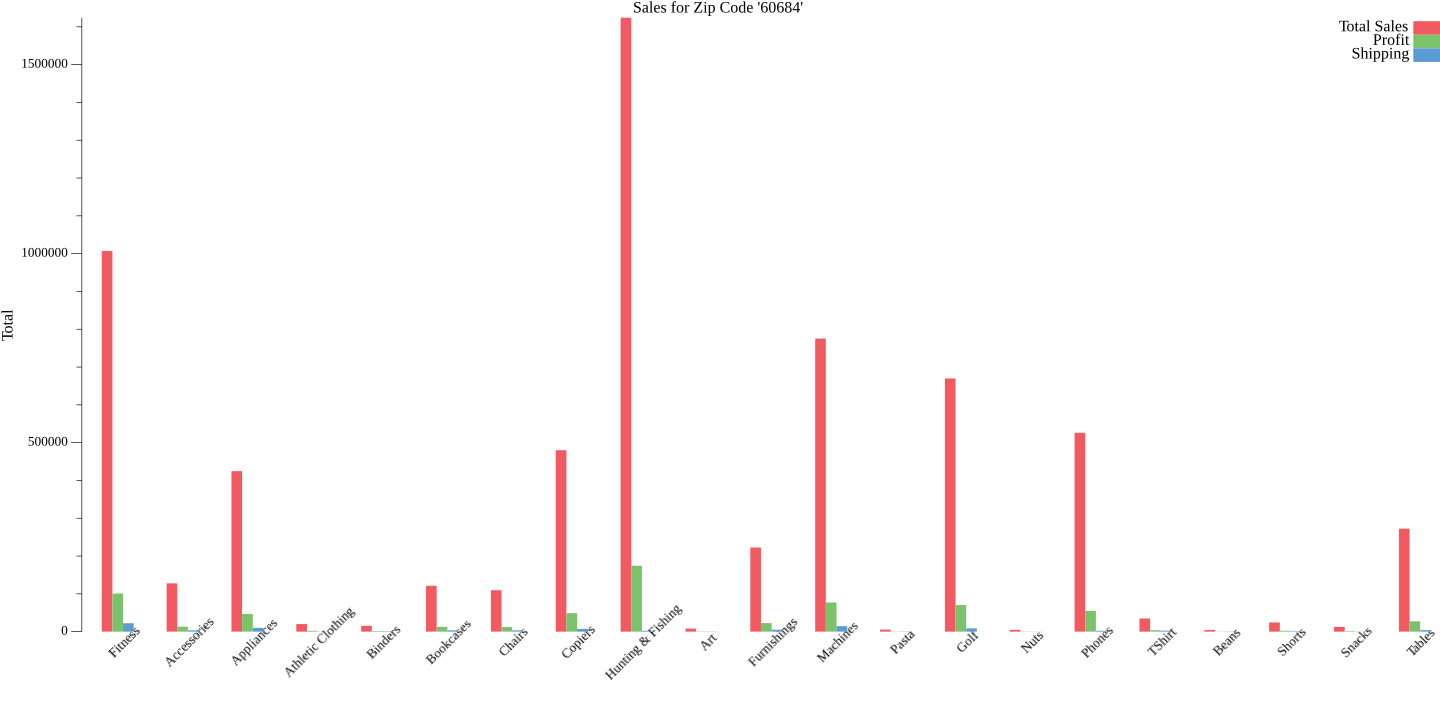 Sales for Zip Code '60684'
Total Sales
Profit
Shipping
1500000
1000000
500000
0
Total
Fitness
Accessories
Appliances
Athletic Clothing
Binders
Bookcases
Chairs
Copiers
Hunting & Fishing
Art
Furnishings
Machines
Pasta
Golf
Nuts
Phones
TShirt
Beans
Shorts
Snacks
Tables